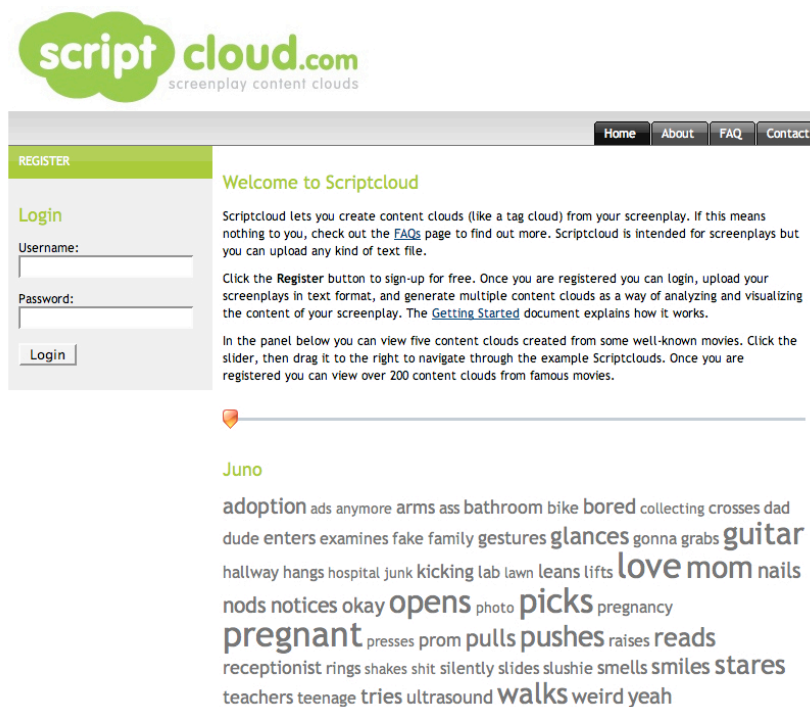 script cloud.com
screenplay content clouds
Home About FAQ Contact
REGISTER
Login
Username:
Password:
Login
Welcome to Scriptcloud
Scriptcloud lets you create content clouds (like a tag cloud) from your screenplay. If this means
nothing to you, check out the FAQs page to find out more. Scriptcloud is intended for screenplays but
you can upload any kind of text file.
Click the Register button to sign-up for free. Once you are registered you can login, upload your
screenplays in text format, and generate multiple content clouds as a way of analyzing and visualizing
the content of your screenplay. The Getting Started document explains how it works.
In the panel below you can view five content clouds created from some well-known movies. Click the
slider, then drag it to the right to navigate through the example Scriptclouds. Once you are
registered you can view over 200 content clouds from famous movies.
Juno
adoption ads anymore arms ass bathroom bike bored collecting crosses dad
dude enters examines fake family gestures glances gonna grabs guitar
hallway hangs hospital junk kicking lab lawn leans lifts love mom nails
nods notices okay opens photo picks pregnancy
pregnant presses prom pulls pushes raises reads
receptionist rings shakes shit silently slides slushie smells smiles stares
teachers teenage tries ultrasound walks weird yeah